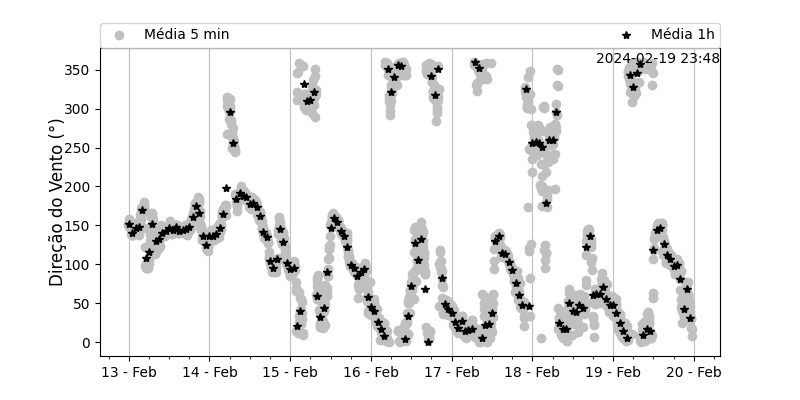 Média 5 min
Média 1h
2024-02-19 23:48
Direção do Vento (°)
350
300
250
200
150
100
50
0
13 - Feb
14 - Feb
15 - Feb
16 - Feb
17 - Feb
18 - Feb
19 - Feb
20 - Feb